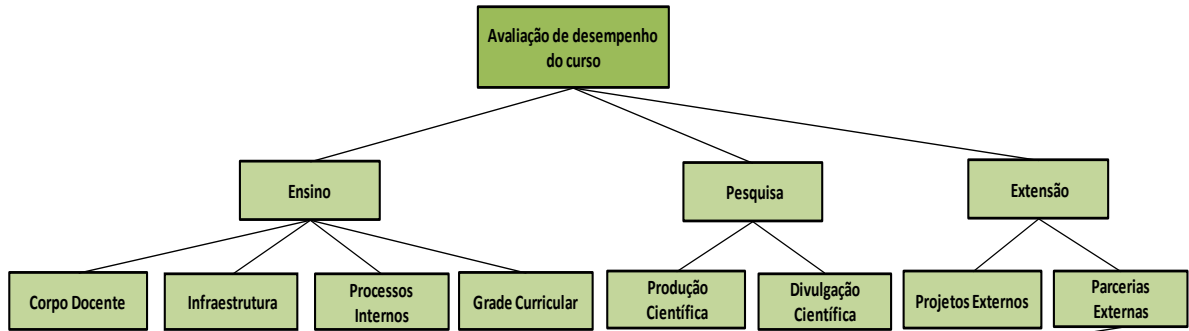 Avaliação de desempenho
do curso
Ensino
Pesquisa
Extensão
Corpo Docente
Infraestrutura
Processos
Internos
Grade Curricular
Produção
Científica
Divulgação
Científica
Projetos Externos
Parcerias
Externas